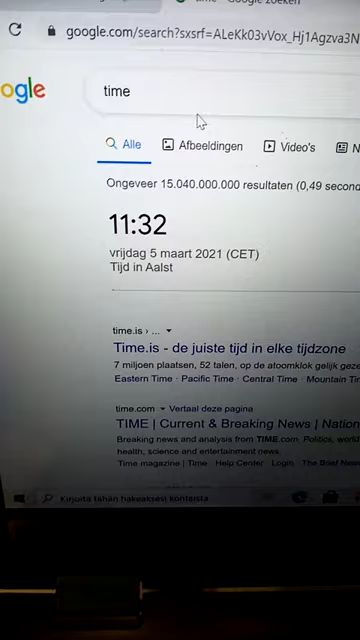 google.com/search?sxsrf=ALeKk03vVox_Hj1Agzva3N
ogle
time
Alle
Afbeeldingen
Video's
N
Ongeveer 15.040.000.000 resultaten (0,49 second
11:32
vrijdag 5 maart 2021 (CET)
Tijd in Aalst
time.is › ...
Time.is - de juiste tijd in elke tijdzone
7 miljoen plaatsen, 52 talen, op de atoomklok gelijk geze
Eastern Time · Pacific Time · Central Time · Mountain Ti
time.com
Vertaal deze pagina
TIME | Current & Breaking News | Nation
Breaking news and analysis from TIME.com. Politics, world
health, science and entertainment news.
Time magazine | Time · Help Center · Login · The Brief News
Kirjoita tähän hakeaksesi kohteista